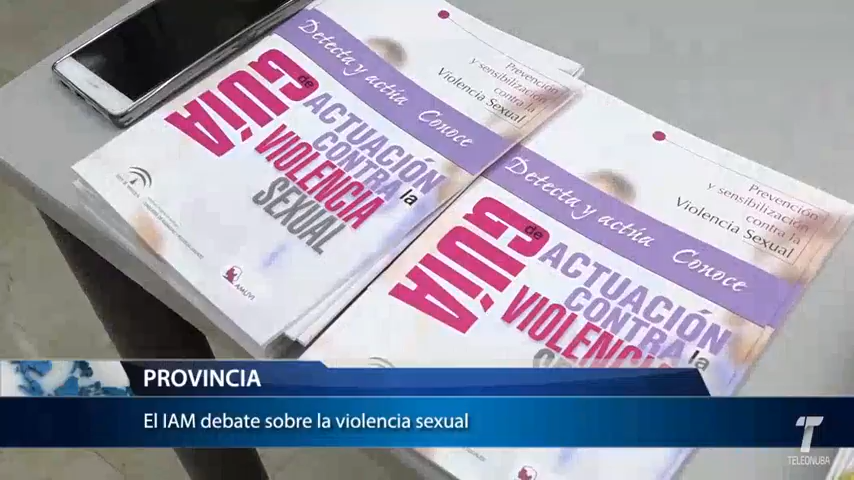 Prevención
y sensibilización
contra la
Violencia Sexual
Detecta y actúa Conoce
GUÍA
de ACTUACIÓN
CONTRA la
VIOLENCIA
SEXUAL
AMUVI
Prevención
y sensibilización
contra la
Violencia Sexual
Detecta y actúa Conoce
GUÍA
de ACTUACIÓN
CONTRA la
VIOLENCIA
PROVINCIA
El IAM debate sobre la violencia sexual
TELEONUBA